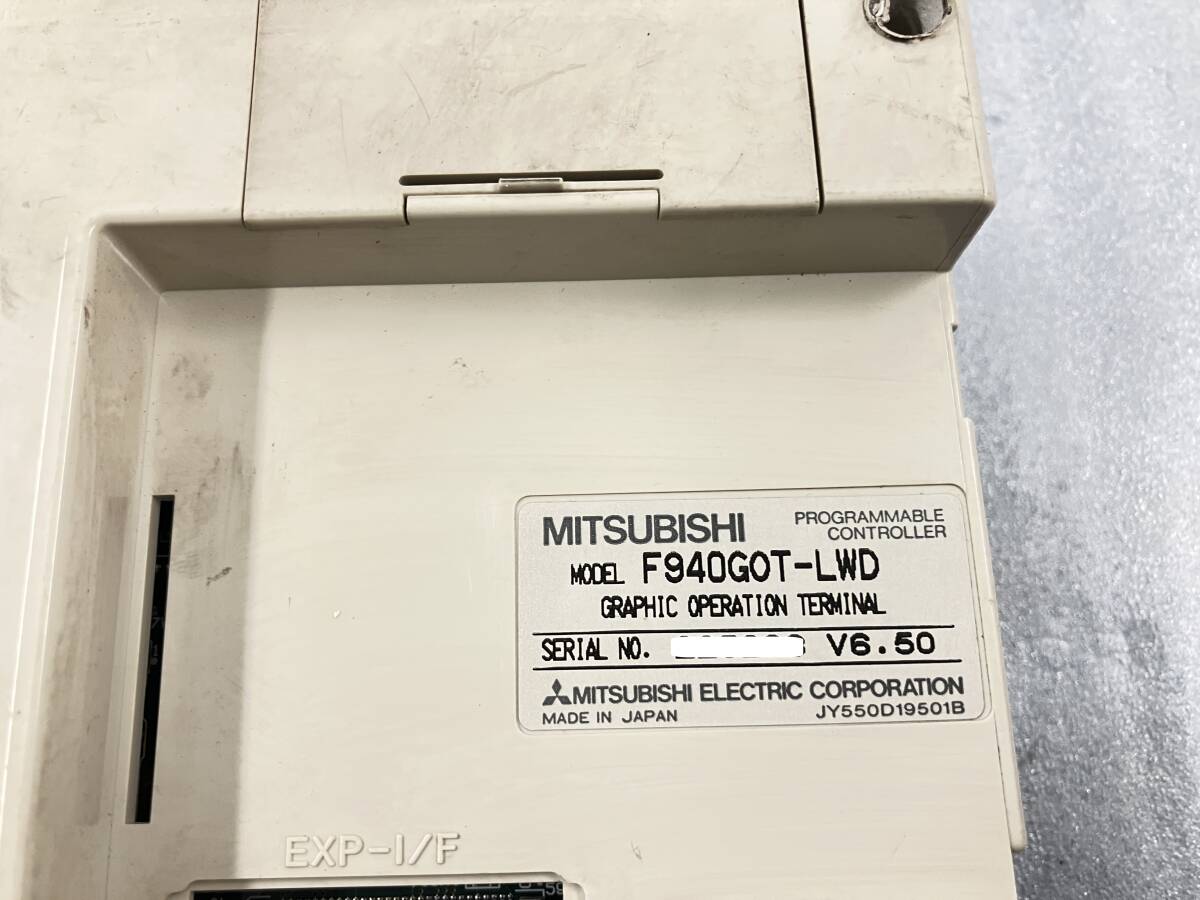 MITSUBISHI PROGRAMMABLE CONTROLLER
MODEL F940GOT-LWD
GRAPHIC OPERATION TERMINAL
SERIAL NO. V6.50
MITSUBISHI ELECTRIC CORPORATION
MADE IN JAPAN JY550D19501B
EXP-I/F